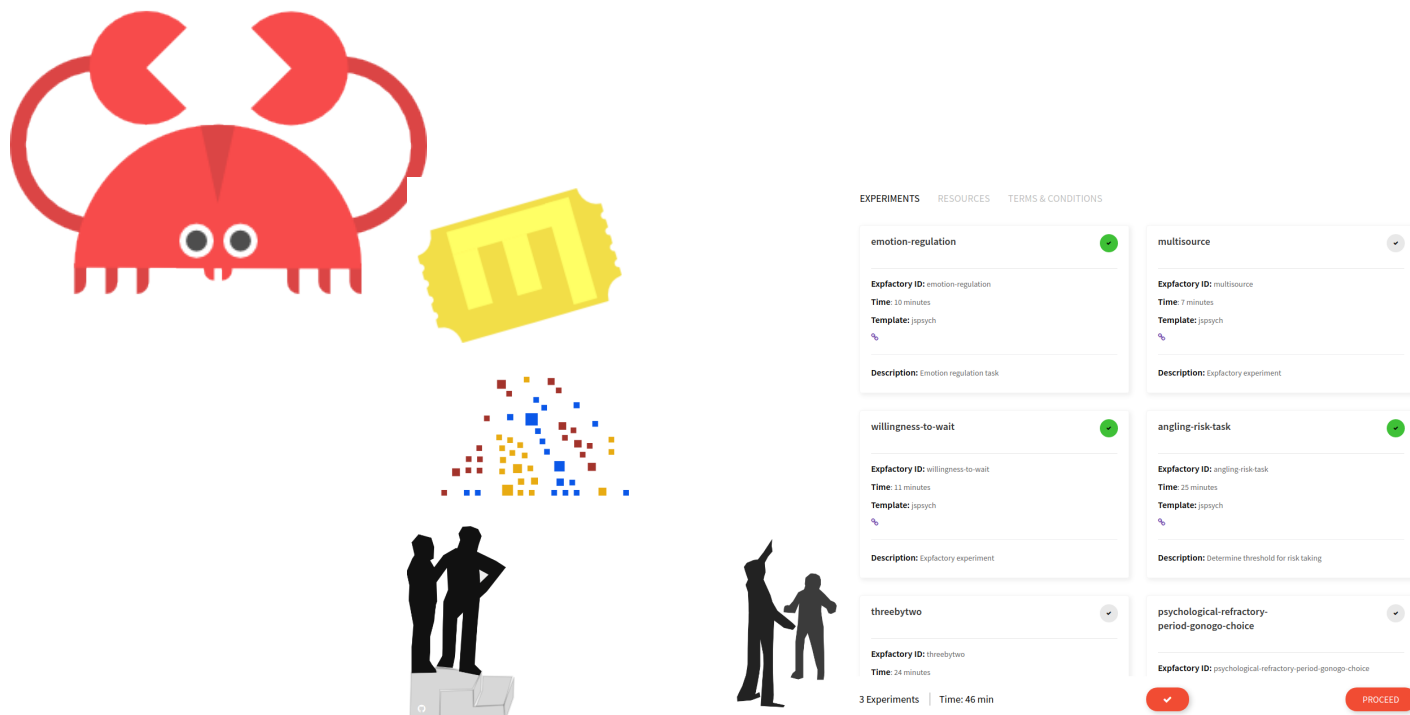 EXPERIMENTS RESOURCES TERMS & CONDITIONS
emotion-regulation
Expfactory ID: emotion-regulation
Time: 10 minutes
Template: jspsych
Description: Emotion regulation task
multisource
Expfactory ID: multisource
Time: 7 minutes
Template: jspsych
Description: Expfactory experiment
willingness-to-wait
Expfactory ID: willingness-to-wait
Time: 11 minutes
Template: jspsych
Description: Expfactory experiment
angling-risk-task
Expfactory ID: angling-risk-task
Time: 25 minutes
Template: jspsych
Description: Determine threshold for risk taking
threebytwo
Expfactory ID: threebytwo
Time: 24 minutes
psychological-refractory-
period-gonogo-choice
Expfactory ID: psychological-refractory-period-gonogo-choice
3 Experiments Time: 46 min
PROCEED